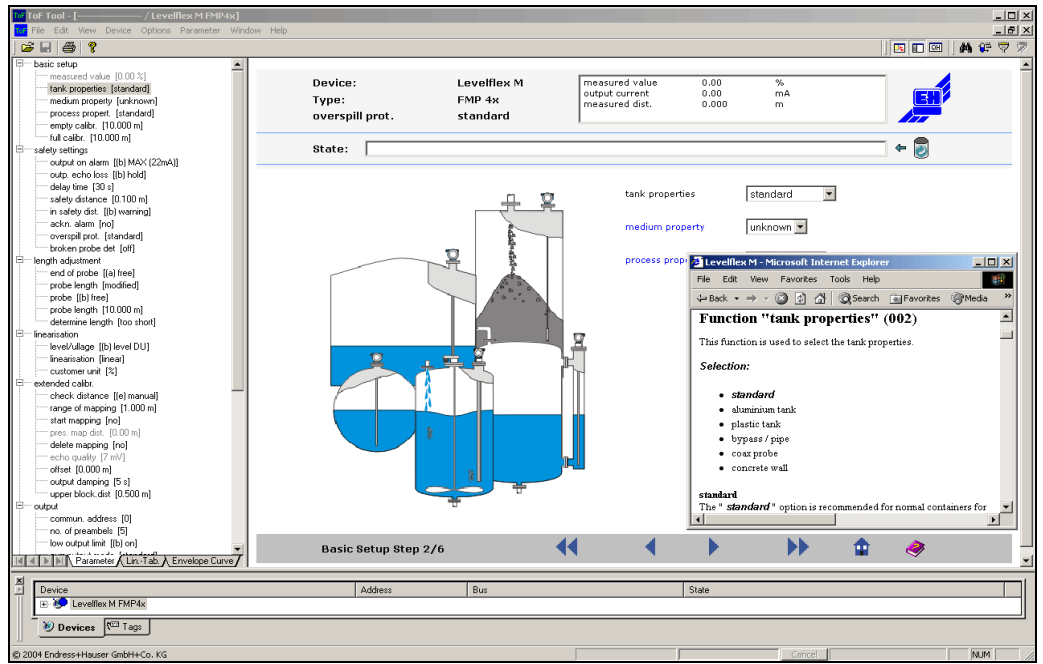 ToF Tool - [---------------- / Levelflex M FMP4x]
File Edit View Device Options Parameter Window Help
basic setup
measured value [0.00 %]
tank properties [standard]
medium property [unknown]
process propert. [standard]
empty calibr. [10.000 m]
full calibr. [10.000 m]
safety settings
output on alarm [(b) MAX (22mA)]
outp. echo loss [(b) hold]
delay time [30 s]
safety distance [0.100 m]
in safety dist. [(b) warning]
ackn. alarm [no]
overspill prot. [standard]
broken probe det [off]
length adjustment
end of probe [(a) free]
probe length [modified]
probe [(b) free]
probe length [10.000 m]
determine length [too short]
linearisation
level/ullage [(b) level DU]
linearisation [linear]
customer unit [%]
extended calibr.
check distance [(e) manual]
range of mapping [1.000 m]
start mapping [no]
pres. map dist. [0.00 m]
delete mapping [no]
echo quality [7 mV]
offset [0.000 m]
output damping [5 s]
upper block.dist [0.500 m]
output
commun. address [0]
no. of preambels [5]
low output limit [(b) on]
Parameter Lin.-Tab. Envelope Curve
Device: Levelflex M
Type: FMP 4x
overspill prot. standard
measured value 0.00 %
output current 0.00 mA
measured dist. 0.000 m
EH
State:
tank properties standard
medium property unknown
process prope
Levelflex M - Microsoft Internet Explorer
File Edit View Favorites Tools Help
Back Search Favorites Media »
Function "tank properties" (002)
This function is used to select the tank properties.
Selection:
• standard
• aluminium tank
• plastic tank
• bypass / pipe
• coax probe
• concrete wall
standard
The " standard " option is recommended for normal containers for
Basic Setup Step 2/6
Device Address Bus State
Levelflex M FMP4x
Devices Tags
© 2004 Endress+Hauser GmbH+Co. KG
Cancel NUM